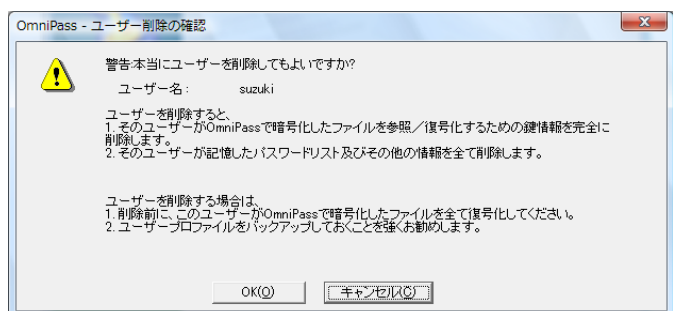 OmniPass - ユーザー削除の確認
警告:本当にユーザーを削除してもよいですか?
ユーザー名: suzuki
ユーザーを削除すると、
1. そのユーザーがOmniPassで暗号化したファイルを参照／復号化するための鍵情報を完全に
削除します。
2. そのユーザーが記憶したパスワードリスト及びその他の情報を全て削除します。
ユーザーを削除する場合は、
1. 削除前に、このユーザーがOmniPassで暗号化したファイルを全て復号化してください。
2. ユーザープロファイルをバックアップしておくことを強くお勧めします。
OK(O) キャンセル(C)